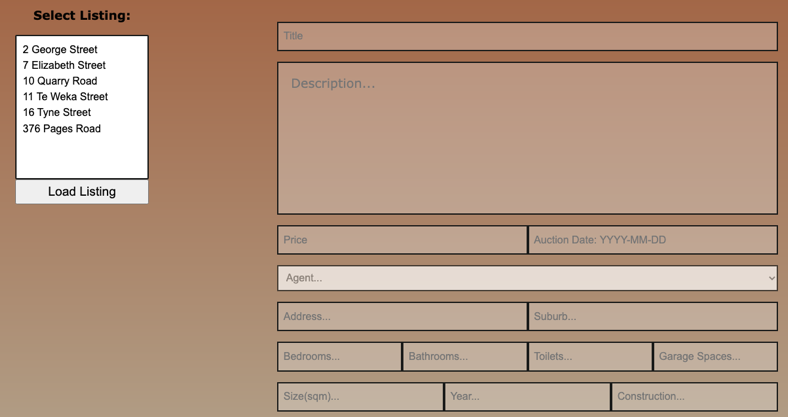 Select Listing:
2 George Street
7 Elizabeth Street
10 Quarry Road
11 Te Weka Street
16 Tyne Street
376 Pages Road
Load Listing
Title
Description...
Price
Auction Date: YYYY-MM-DD
Agent...
Address...
Suburb...
Bedrooms...
Bathrooms...
Toilets...
Garage Spaces...
Size(sqm)...
Year...
Construction...